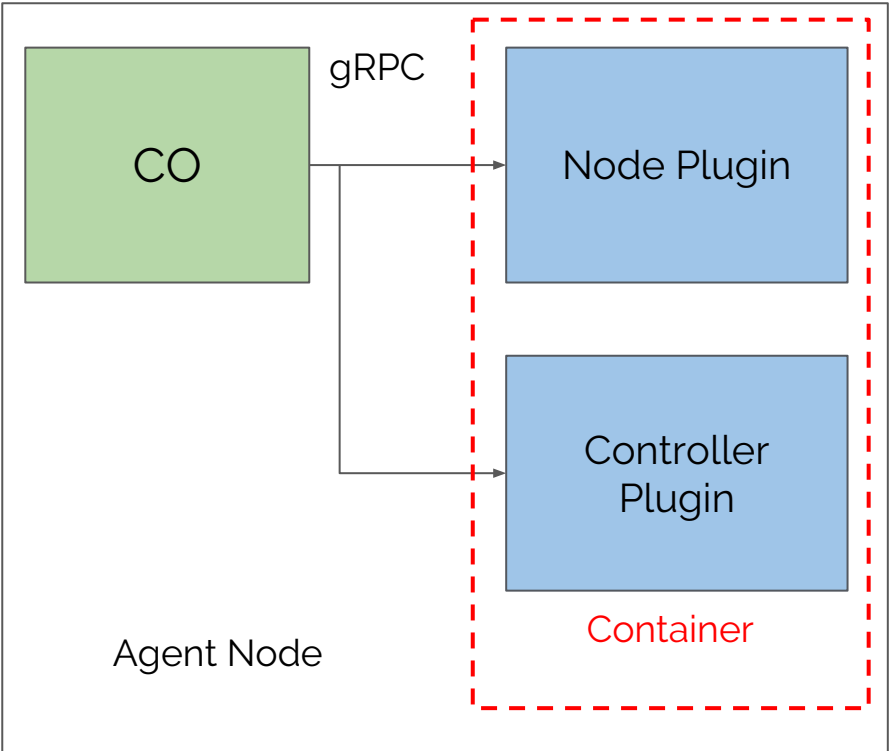 gRPC
CO
Node Plugin
Controller
Plugin
Container
Agent Node